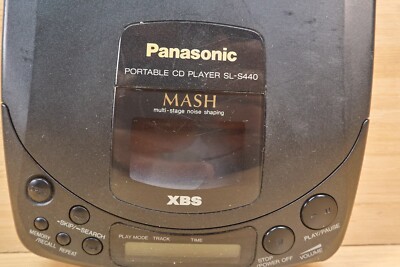 Panasonic
PORTABLE CD PLAYER SL-S440
MASH
multi-stage noise shaping
XBS
-SKIP/-SEARCH
MEMORY
/RECALL
REPEAT
PLAY MODE TRACK TIME
STOP
/POWER OFF
PLAY/PAUSE
VOLUME